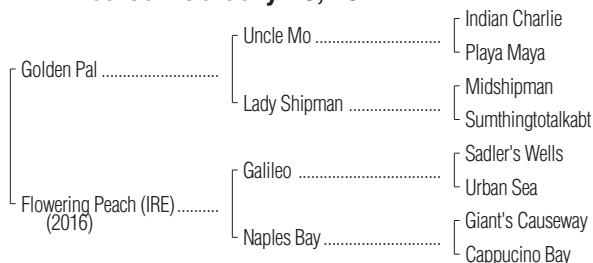 Indian Charlie
Uncle Mo
Playa Maya
Golden Pal
Midshipman
Lady Shipman
Sumthingtotalkabt
Sadler's Wells
Galileo
Urban Sea
Flowering Peach (IRE)
(2016)
Giant's Causeway
Naples Bay
Cappucino Bay